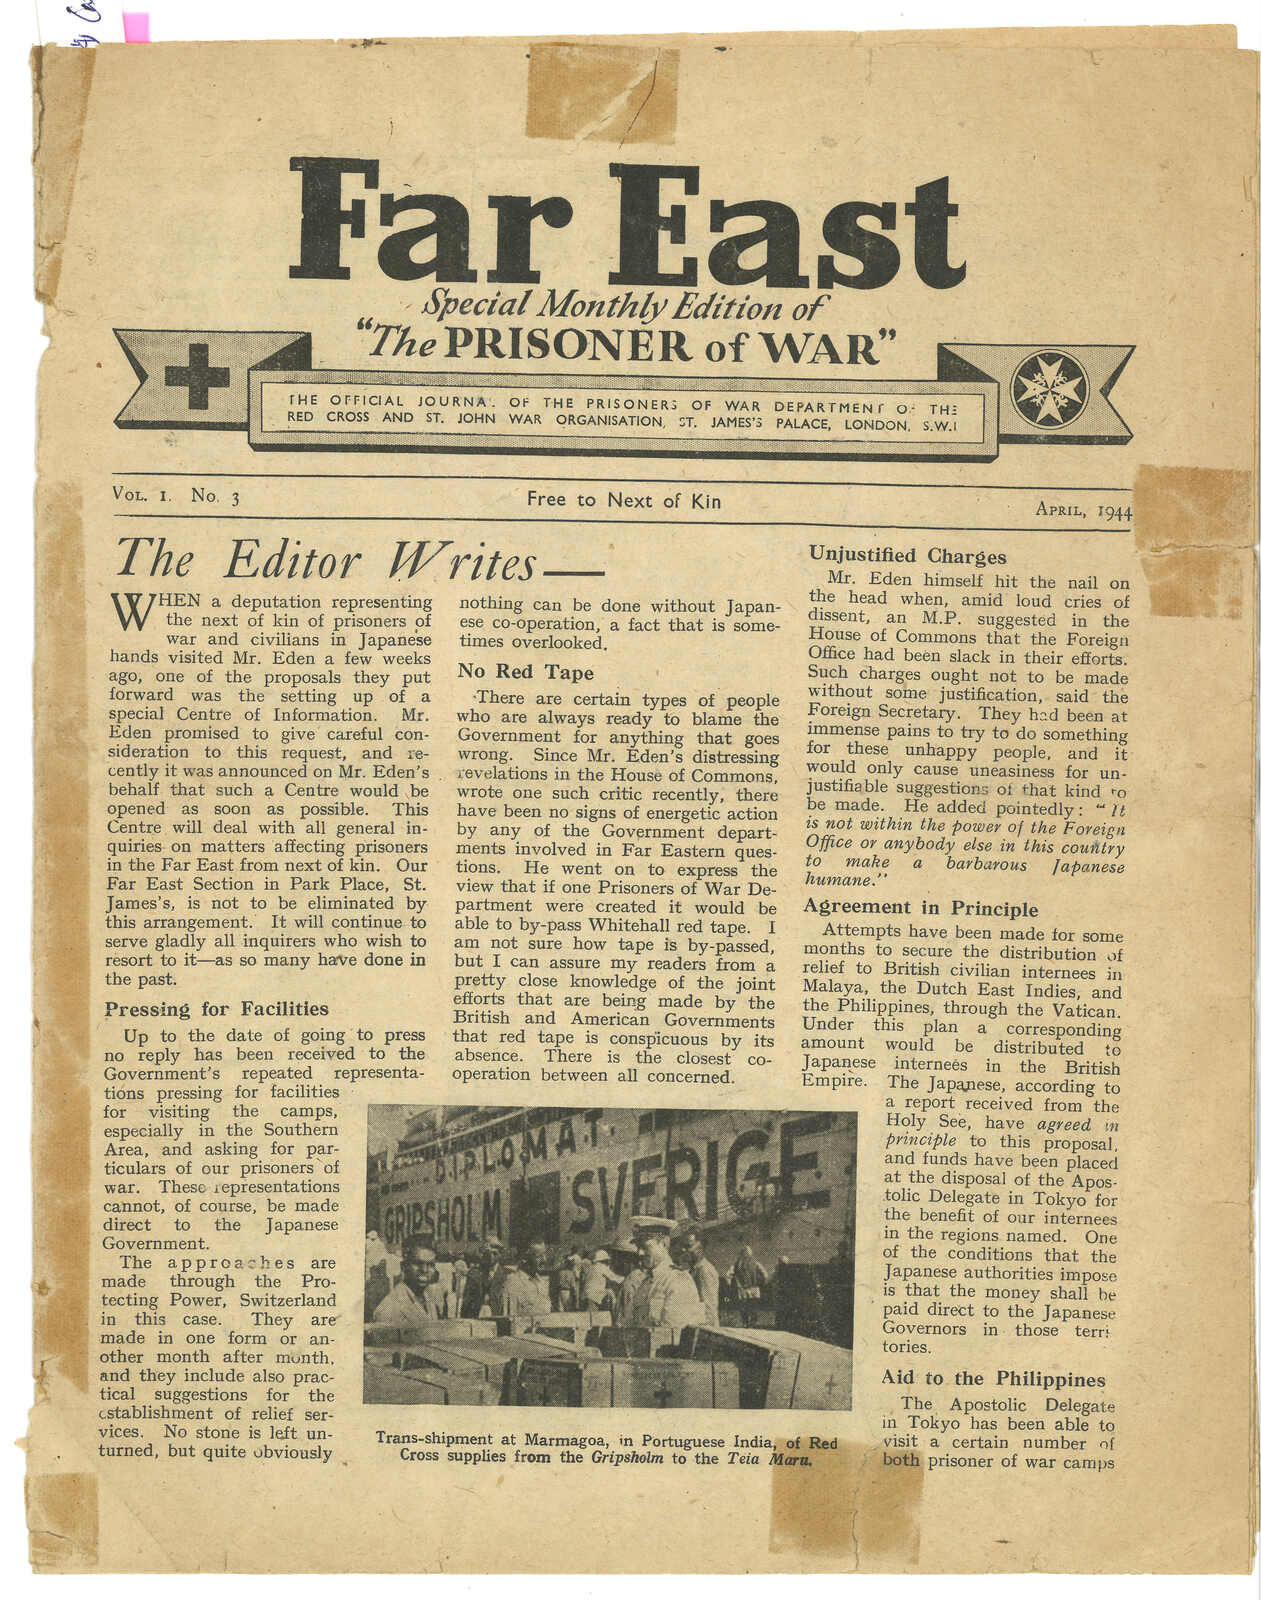 Far East
Special Monthly Edition of
"The PRISONER of WAR"
THE OFFICIAL JOURNAL OF THE PRISONERS OF WAR DEPARTMENT OF THE
RED CROSS AND ST. JOHN WAR ORGANISATION, ST. JAMES'S PALACE, LONDON, S.W.1
VOL. 1. No. 3
Free to Next of Kin
APRIL, 1944
The Editor Writes—
WHEN a deputation representing
the next of kin of prisoners of
war and civilians in Japanese
hands visited Mr. Eden a few weeks
ago, one of the proposals they put
forward was the setting up of a
special Centre of Information. Mr.
Eden promised to give careful con-
sideration to this request, and re-
cently it was announced on Mr. Eden's
behalf that such a Centre would be
opened as soon as possible. This
Centre will deal with all general in-
quiries on matters affecting prisoners
in the Far East from next of kin. Our
Far East Section in Park Place, St.
James's, is not to be eliminated by
this arrangement. It will continue to
serve gladly all inquirers who wish to
resort to it—as so many have done in
the past.
Pressing for Facilities
Up to the date of going to press
no reply has been received to the
Government's repeated representa-
tions pressing for facilities
for visiting the camps,
especially in the Southern
Area, and asking for par-
ticulars of our prisoners of
war. These representations
cannot, of course, be made
direct to the Japanese
Government.
The approaches are
made through the Pro-
tecting Power, Switzerland
in this case. They are
made in one form or an-
other month after month,
and they include also prac-
tical suggestions for the
establishment of relief ser-
vices. No stone is left un-
turned, but quite obviously
nothing can be done without Japan-
ese co-operation, a fact that is some-
times overlooked.
No Red Tape
There are certain types of people
who are always ready to blame the
Government for anything that goes
wrong. Since Mr. Eden's distressing
revelations in the House of Commons,
wrote one such critic recently, there
have been no signs of energetic action
by any of the Government depart-
ments involved in Far Eastern ques-
tions. He went on to express the
view that if one Prisoners of War De-
partment were created it would be
able to by-pass Whitehall red tape. I
am not sure how tape is by-passed,
but I can assure my readers from a
pretty close knowledge of the joint
efforts that are being made by the
British and American Governments
that red tape is conspicuous by its
absence. There is the closest co-
operation between all concerned.
DIPLOMAT
GRIPSHOLM SVERIGE
Trans-shipment at Marmagoa, in Portuguese India, of Red
Cross supplies from the Gripsholm to the Teia Maru.
Unjustified Charges
Mr. Eden himself hit the nail on
the head when, amid loud cries of
dissent, an M.P. suggested in the
House of Commons that the Foreign
Office had been slack in their efforts.
Such charges ought not to be made
without some justification, said the
Foreign Secretary. They had been at
immense pains to try to do something
for these unhappy people, and it
would only cause uneasiness for un-
justifiable suggestions of that kind to
be made. He added pointedly: "It
is not within the power of the Foreign
Office or anybody else in this country
to make a barbarous Japanese
humane."
Agreement in Principle
Attempts have been made for some
months to secure the distribution of
relief to British civilian internees in
Malaya, the Dutch East Indies, and
the Philippines, through the Vatican.
Under this plan a corresponding
amount would be distributed to
Japanese internees in the British
Empire. The Japanese, according to
a report received from the
Holy See, have agreed in
principle to this proposal,
and funds have been placed
at the disposal of the Apos-
tolic Delegate in Tokyo for
the benefit of our internees
in the regions named. One
of the conditions that the
Japanese authorities impose
is that the money shall be
paid direct to the Japanese
Governors in those terri
tories.
Aid to the Philippines
The Apostolic Delegate
in Tokyo has been able to
visit a certain number of
both prisoner of war camps